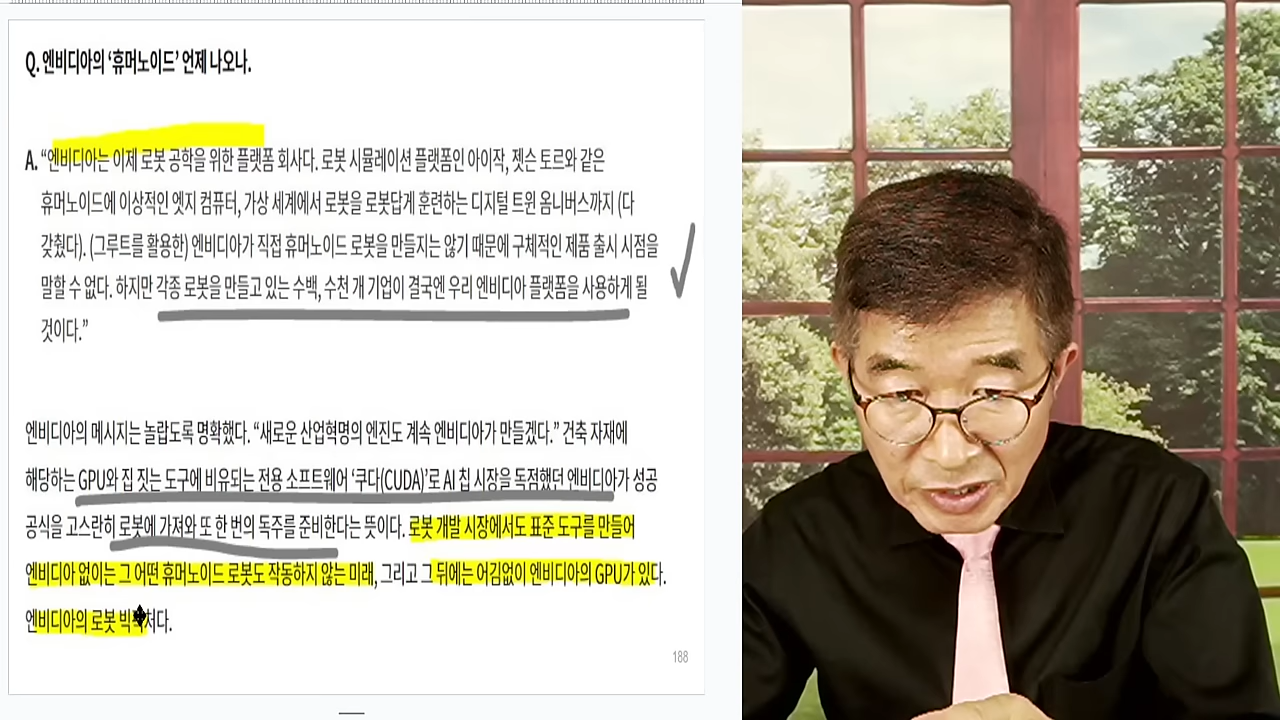 Q. 엔비디아의 ‘휴머노이드’ 언제 나오나.
A. “엔비디아는 이제 로봇 공학을 위한 플랫폼 회사다. 로봇 시뮬레이션 플랫폼인 아이작, 젯슨 토르와 같은
휴머노이드에 이상적인 엣지 컴퓨터, 가상 세계에서 로봇을 로봇답게 훈련하는 디지털 트윈 옴니버스까지 (다
갖췄다). (그루트를 활용한) 엔비디아가 직접 휴머노이드 로봇을 만들지는 않기 때문에 구체적인 제품 출시 시점을
말할 수 없다. 하지만 각종 로봇을 만들고 있는 수백, 수천 개 기업이 결국엔 우리 엔비디아 플랫폼을 사용하게 될
것이다.”
엔비디아의 메시지는 놀랍도록 명확했다. “새로운 산업혁명의 엔진도 계속 엔비디아가 만들겠다.” 건축 자재에
해당하는 GPU와 집 짓는 도구에 비유되는 전용 소프트웨어 ‘쿠다(CUDA)’로 AI 칩 시장을 독점했던 엔비디아가 성공
공식을 고스란히 로봇에 가져와 또 한 번의 독주를 준비한다는 뜻이다. 로봇 개발 시장에서도 표준 도구를 만들어
엔비디아 없이는 그 어떤 휴머노이드 로봇도 작동하지 않는 미래, 그리고 그 뒤에는 어김없이 엔비디아의 GPU가 있다.
엔비디아의 로봇 빅픽처다.
188